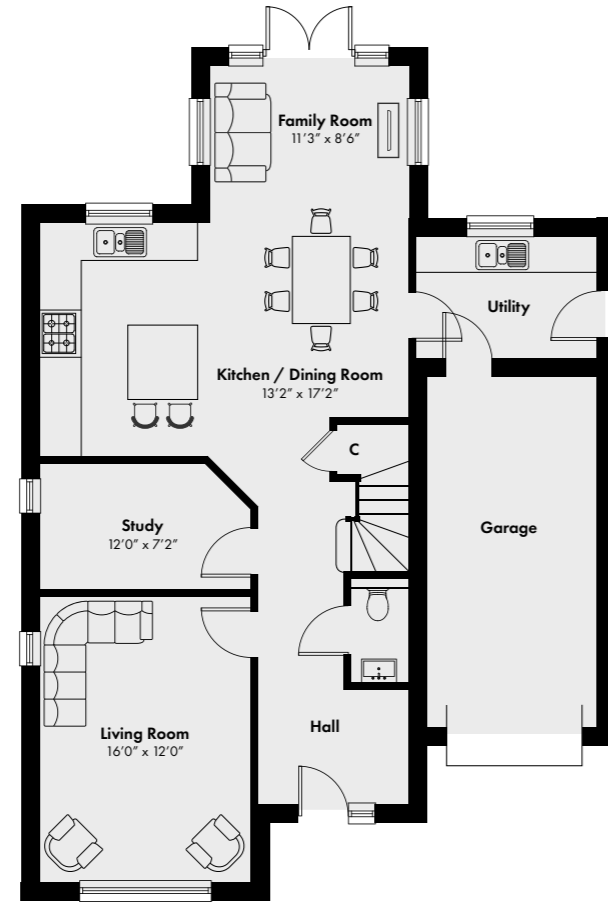 Family Room
11’3” x 8’6”
Utility
Kitchen / Dining Room
13’2” x 17’2”
C
Study
12’0” x 7’2”
Garage
Living Room
16’0” x 12’0”
Hall